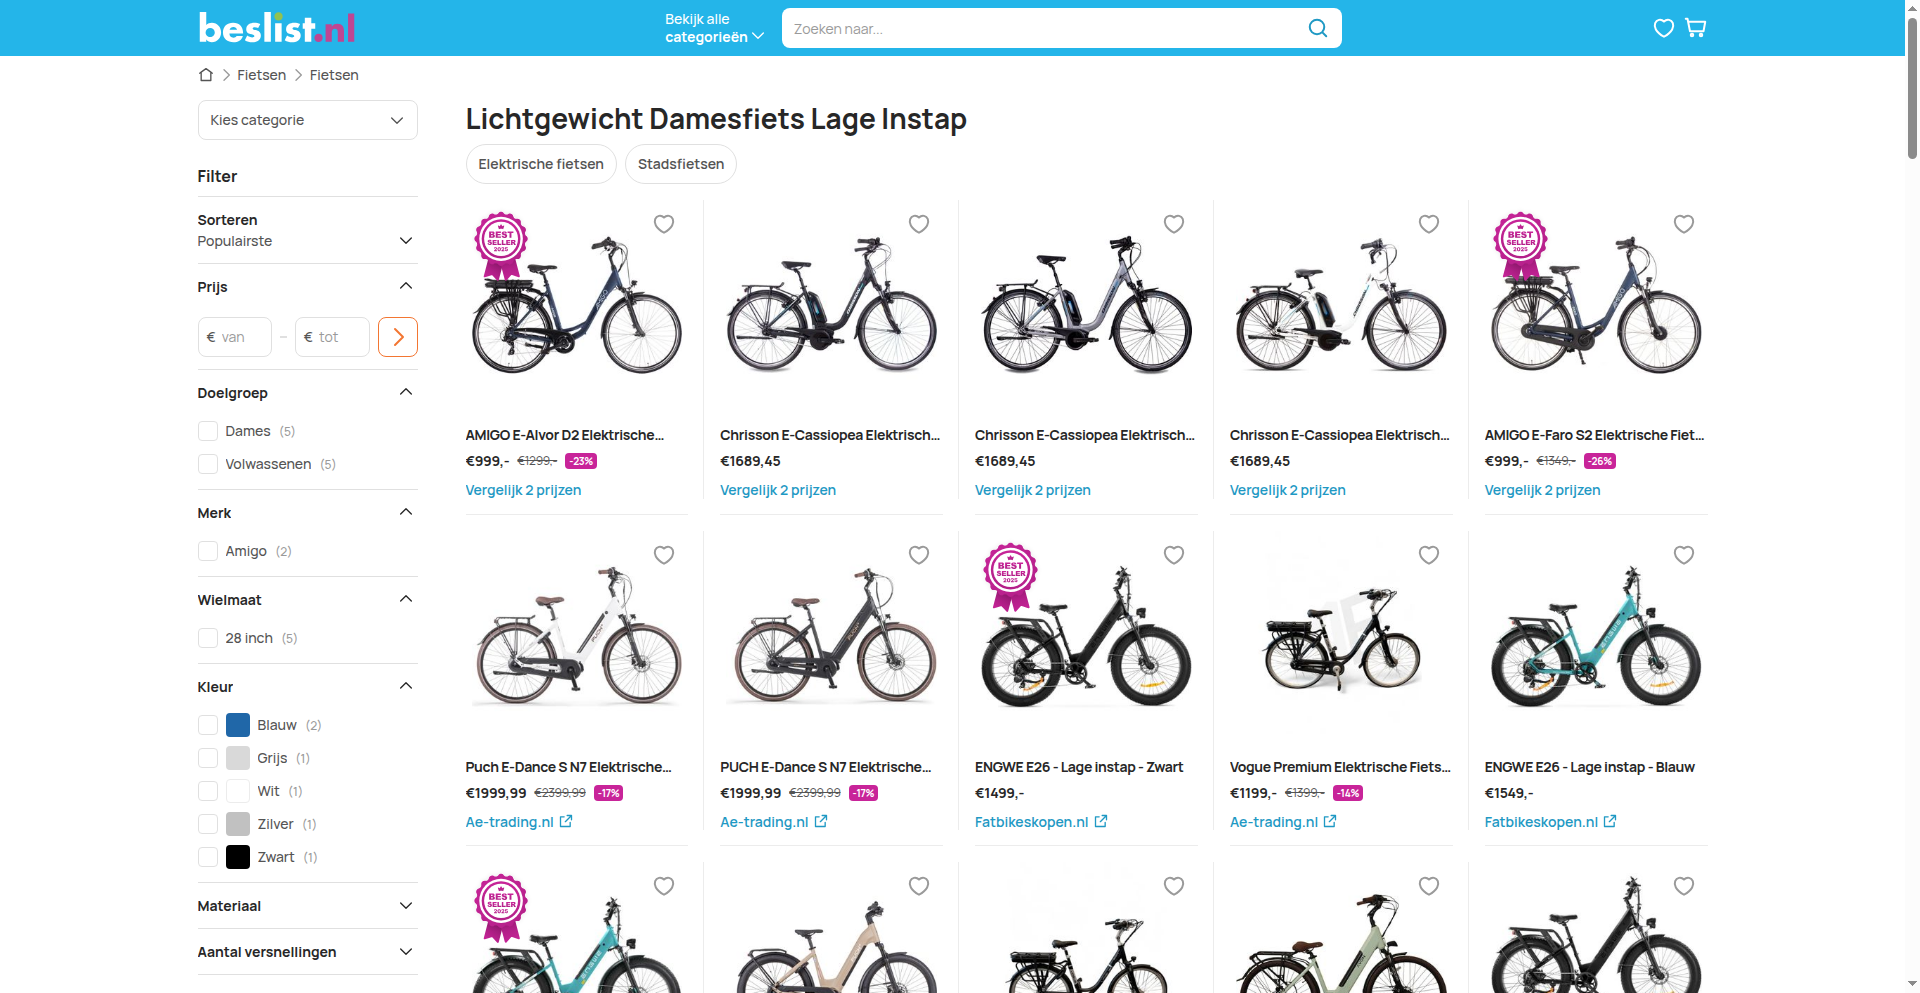 beslist.nl
Bekijk alle
categorieën
Zoeken naar...
Fietsen
Fietsen
Kies categorie
Lichtgewicht Damesfiets Lage Instap
Elektrische fietsen
Stadsfietsen
Filter
Sorteren
Populairste
Prijs
€ van
–
€ tot
Doelgroep
Dames (5)
Volwassenen (5)
Merk
Amigo (2)
Wielmaat
28 inch (5)
Kleur
Blauw (2)
Grijs (1)
Wit (1)
Zilver (1)
Zwart (1)
Materiaal
Aantal versnellingen
BEST
SELLER
2025
AMIGO E-Alvor D2 Elektrische...
€999,- €1299,- -23%
Vergelijk 2 prijzen
Chrisson E-Cassiopea Elektrisch...
€1689,45
Vergelijk 2 prijzen
Chrisson E-Cassiopea Elektrisch...
€1689,45
Vergelijk 2 prijzen
Chrisson E-Cassiopea Elektrisch...
€1689,45
Vergelijk 2 prijzen
BEST
SELLER
2025
AMIGO E-Faro S2 Elektrische Fiet...
€999,- €1349,- -26%
Vergelijk 2 prijzen
Puch E-Dance S N7 Elektrische...
€1999,99 €2399,99 -17%
Ae-trading.nl
PUCH E-Dance S N7 Elektrische...
€1999,99 €2399,99 -17%
Ae-trading.nl
BEST
SELLER
2025
ENGWE E26 - Lage instap - Zwart
€1499,-
Fatbikeskopen.nl
Vogue Premium Elektrische Fiets...
€1199,- €1399,- -14%
Ae-trading.nl
ENGWE E26 - Lage instap - Blauw
€1549,-
Fatbikeskopen.nl
BEST
SELLER
2025